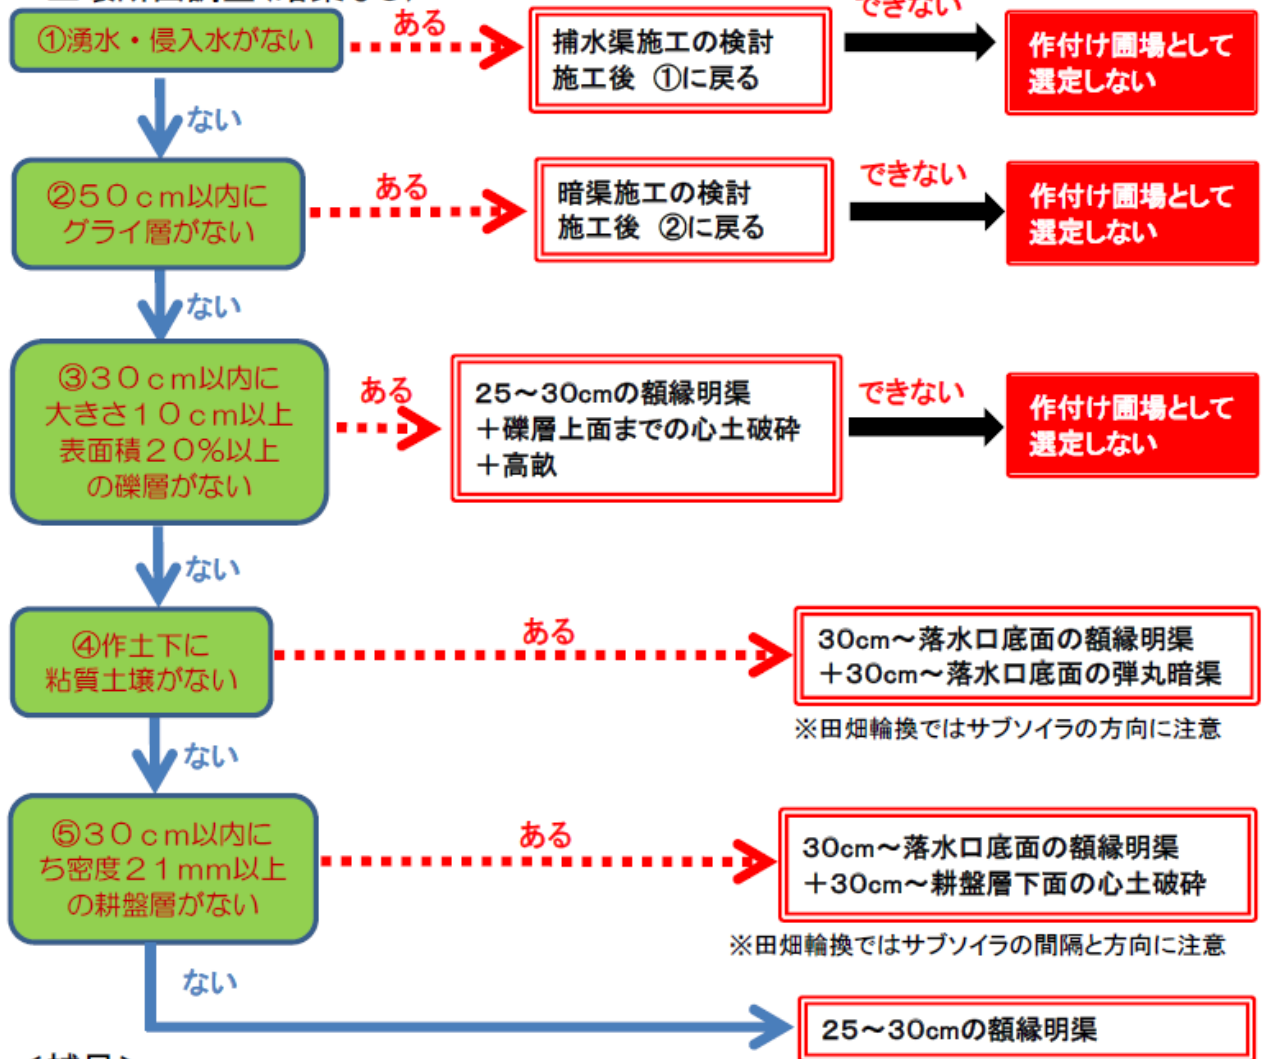 ①湧水・侵入水がない
ある
捕水渠施工の検討
施工後 ①に戻る
できない
作付け圃場として
選定しない
ない
②50cm以内に
グライ層がない
ある
暗渠施工の検討
施工後 ②に戻る
できない
作付け圃場として
選定しない
ない
③30cm以内に
大きさ10cm以上
表面積20%以上
の礫層がない
ある
25~30cmの額縁明渠
+礫層上面までの心土破砕
+高畝
できない
作付け圃場として
選定しない
ない
④作土下に
粘質土壌がない
ある
30cm~落水口底面の額縁明渠
+30cm~落水口底面の弾丸暗渠
※田畑輪換ではサブソイラの方向に注意
ない
⑤30cm以内に
ち密度21mm以上
の耕盤層がない
ある
30cm~落水口底面の額縁明渠
+30cm~耕盤層下面の心土破砕
※田畑輪換ではサブソイラの間隔と方向に注意
ない
25~30cmの額縁明渠